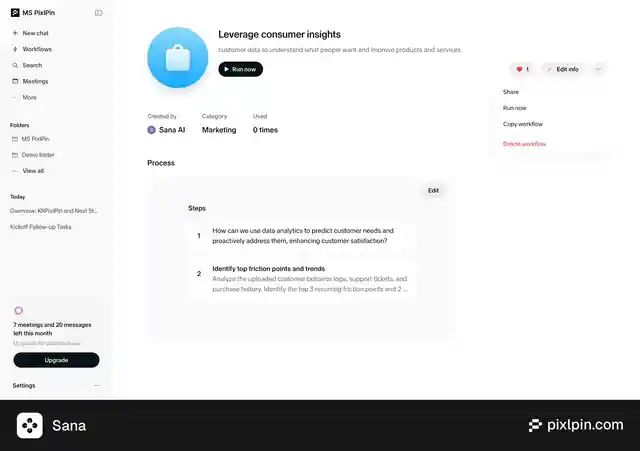 MS PixlPin
New chat
Workflows
Search
Meetings
More
Folders
MS PixlPin
Demo folder
View all
Today
Overview: KRPixlPin and Next St...
Kickoff Follow-up Tasks
7 meetings and 20 messages
left this month
Upgrade for unlimited use
Upgrade
Settings
Leverage consumer insights
customer data to understand what people want and improve products and services
Run now
1
Edit info
Share
Run now
Copy workflow
Delete workflow
Created by
Category
Used
S
Sana AI
Marketing
0 times
Process
Edit
Steps
1
How can we use data analytics to predict customer needs and
proactively address them, enhancing customer satisfaction?
2
Identify top friction points and trends
Analyze the uploaded customer behavior logs, support tickets, and
purchase history. Identify the top 3 recurring friction points and 2 ...
Sana
pixlpin.com